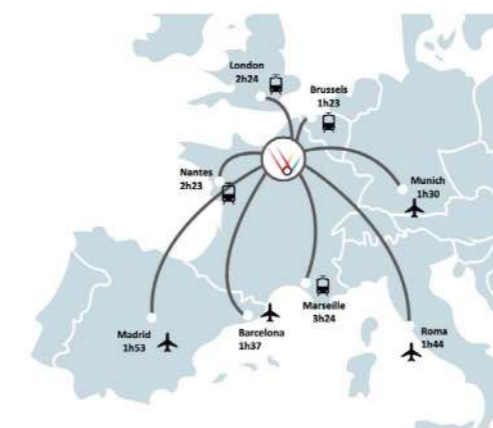 London
2h24
Brussels
1h23
Nantes
2h23
Munich
1h30
Marseille
3h24
Madrid
1h53
Barcelona
1h37
Roma
1h44